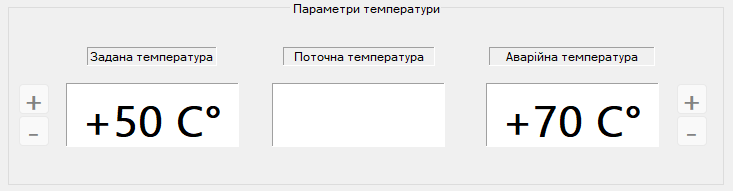 Параметри температури
Задана температура
Поточна температура
Аварійна температура
+
+50 C°
+70 C°
+
-
-